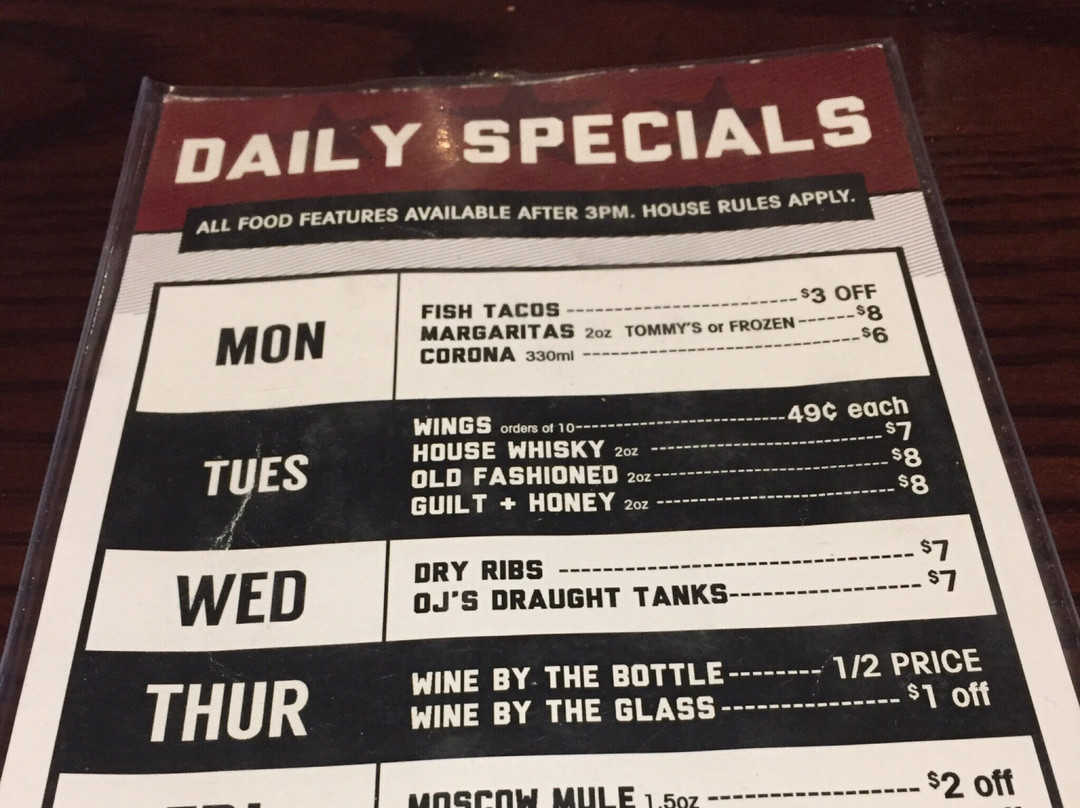 DAILY SPECIALS
ALL FOOD FEATURES AVAILABLE AFTER 3PM. HOUSE RULES APPLY.
MON
FISH TACOS $3 OFF
MARGARITAS 2oz TOMMY'S or FROZEN $8
CORONA 330ml $6
TUES
WINGS orders of 10 49¢ each
HOUSE WHISKY 2oz $7
OLD FASHIONED 2oz $8
GUILT + HONEY 2oz $8
WED
DRY RIBS $7
OJ'S DRAUGHT TANKS $7
THUR
WINE BY THE BOTTLE 1/2 PRICE
WINE BY THE GLASS $1 off
FRI
MOSCOW MULE 1.5oz $2 off